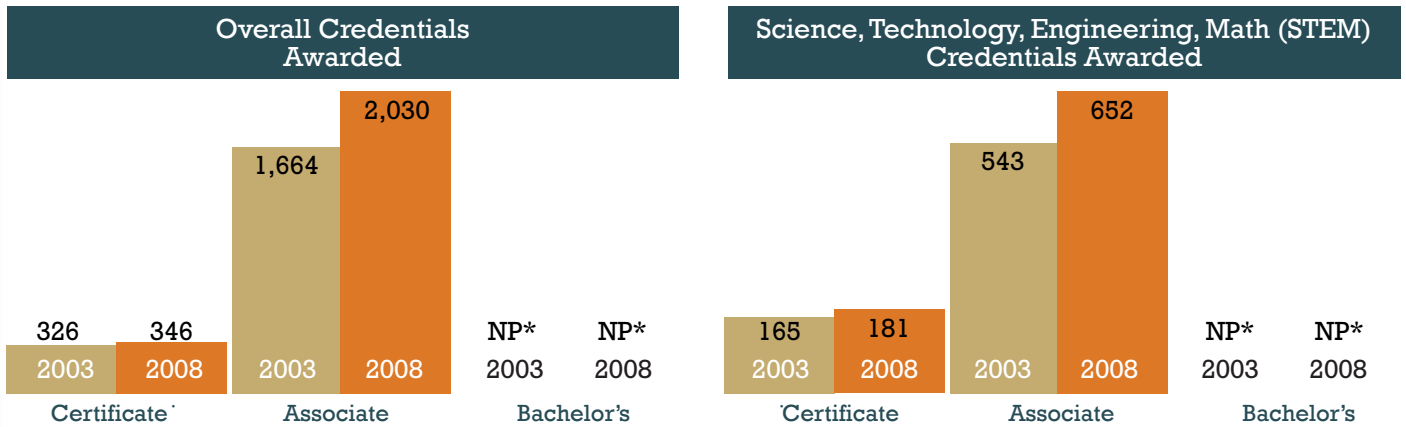 Overall Credentials
Awarded
2,030
1,664
326 346 NP* NP*
2003 2008 2003 2008 2003 2008
Certificate Associate Bachelor's
Science, Technology, Engineering, Math (STEM)
Credentials Awarded
652
543
165 181 NP* NP*
2003 2008 2003 2008 2003 2008
Certificate Associate Bachelor's